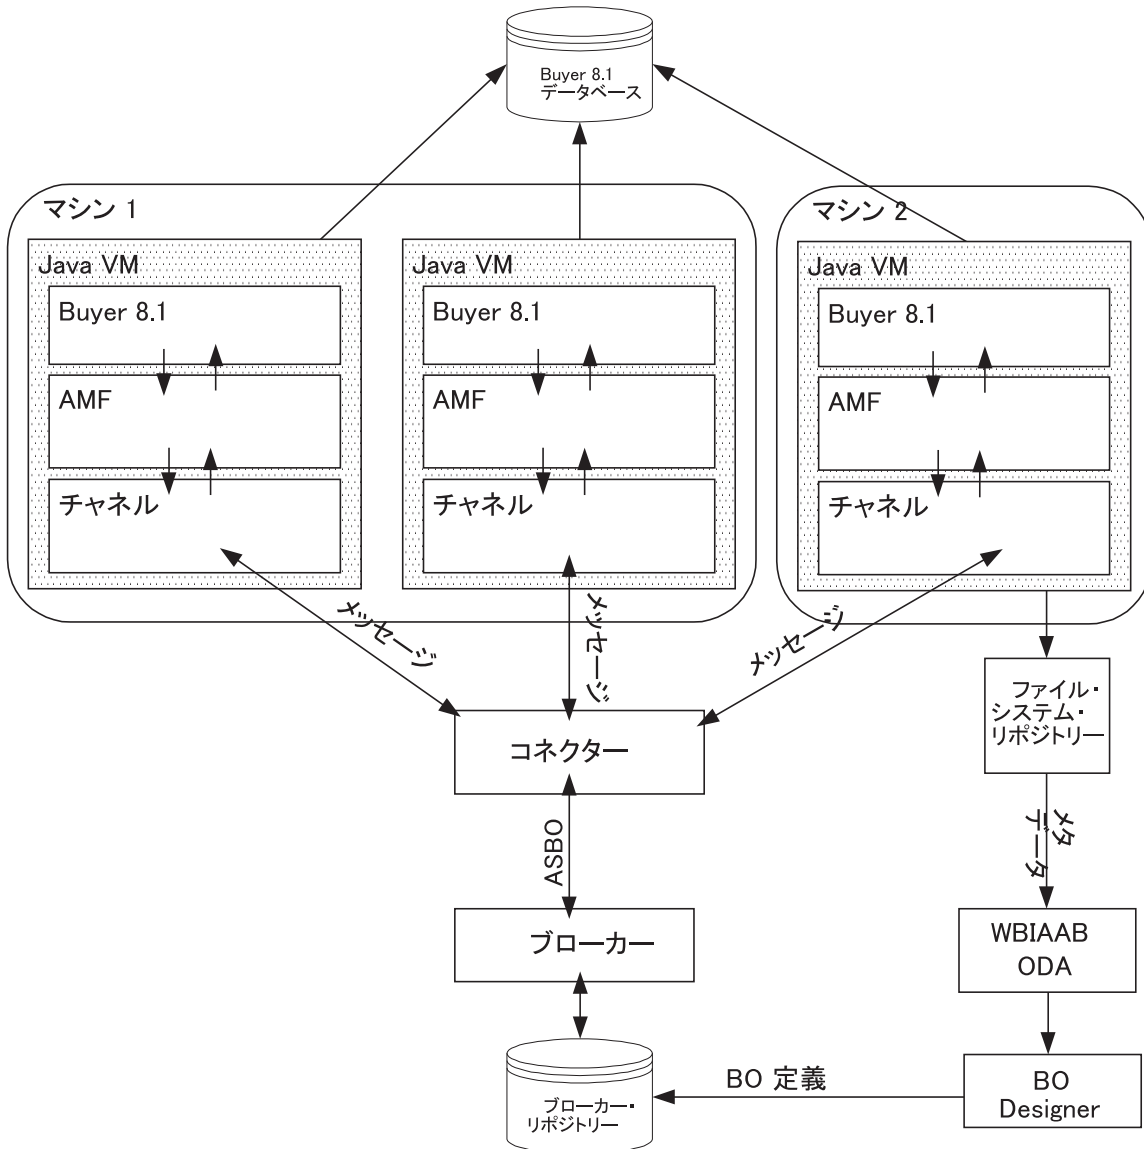 Buyer 8.1
データベース
マシン 1
マシン 2
Java VM
Buyer 8.1
AMF
チャネル
Java VM
Buyer 8.1
AMF
チャネル
Java VM
Buyer 8.1
AMF
チャネル
メッセージ
メッセージ
メッセージ
ファイル・
システム・
リポジトリー
コネクター
メタ
データ
ASBO
ブローカー
WBIAAB
ODA
BO 定義
BO
Designer
ブローカー・
リポジトリー